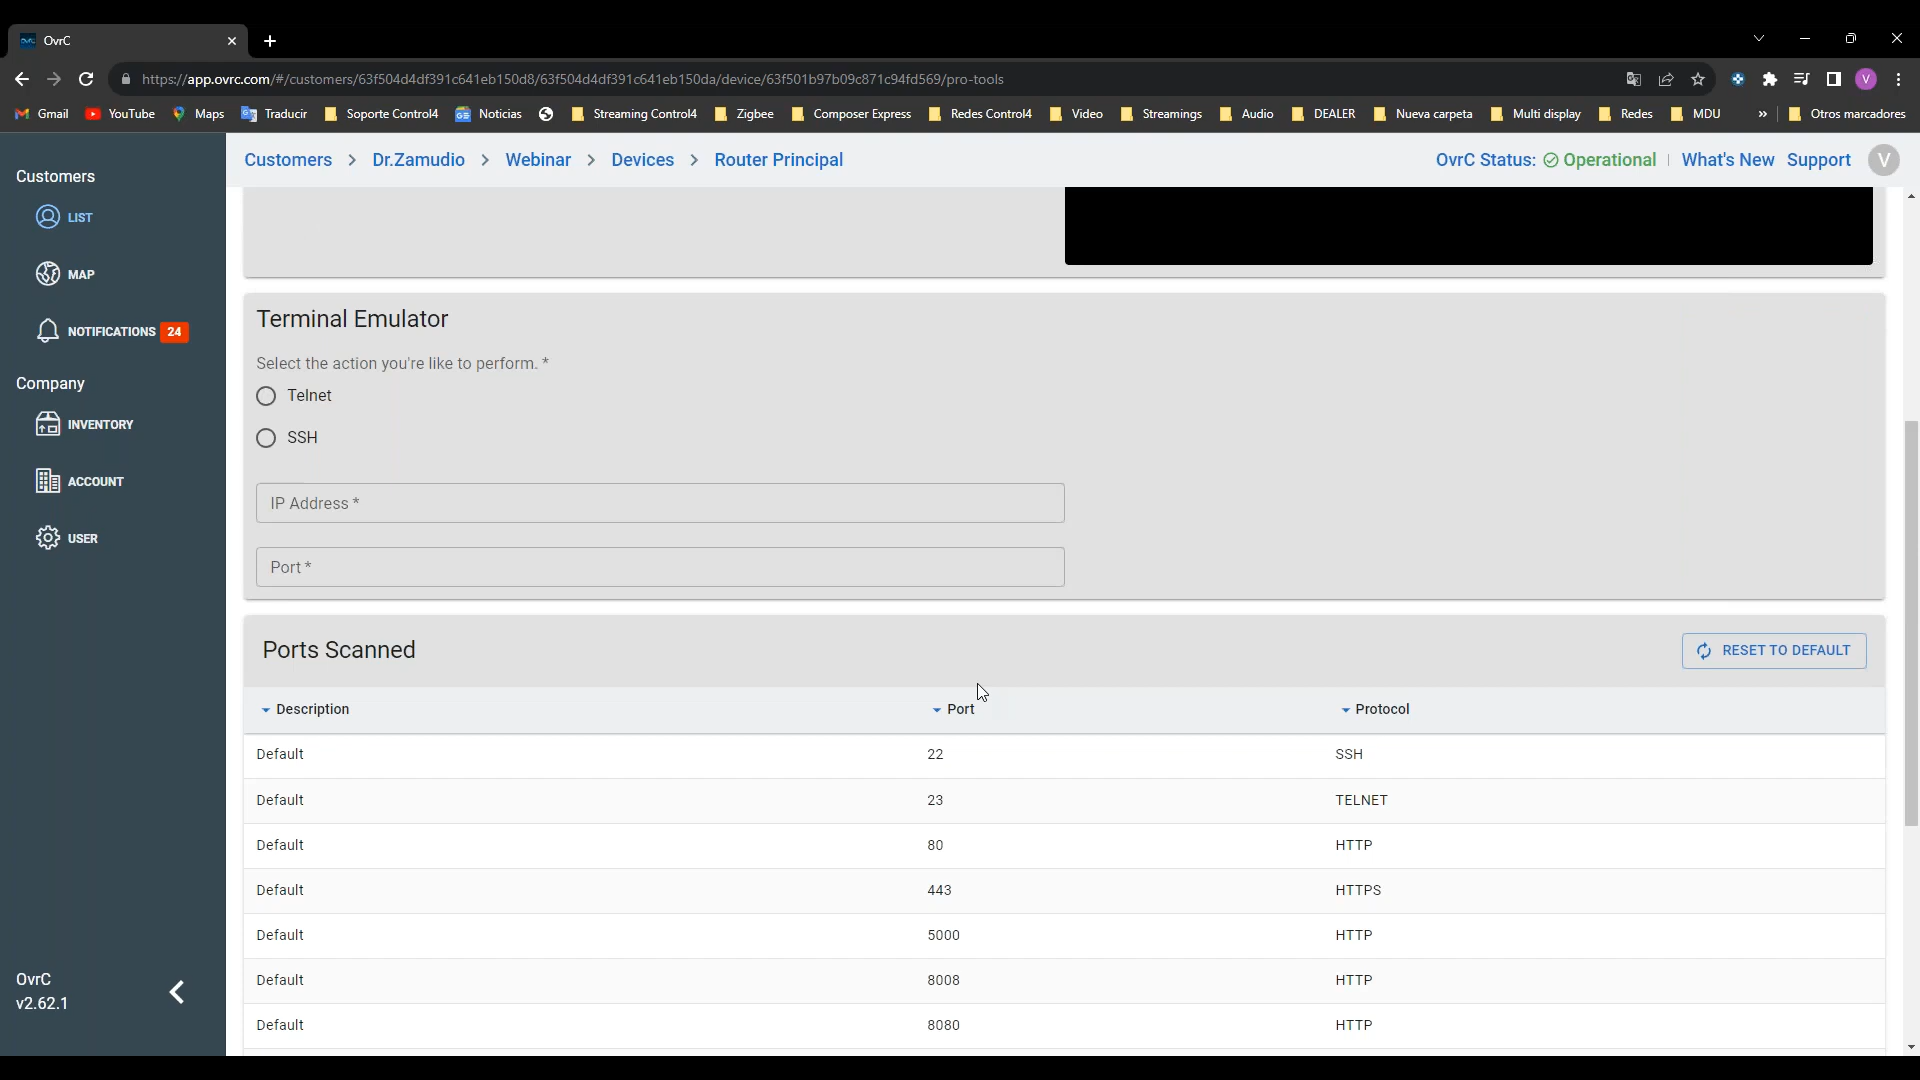 OvrC
https://app.ovrc.com/#/customers/63f504d4df391c641eb150d8/63f504d4df391c641eb150da/device/63f501b97b09c871c94fd569/pro-tools
V
Gmail YouTube Maps Traducir Soporte Control4 Noticias Streaming Control4 Zigbee Composer Express Redes Control4 Video Streamings Audio DEALER Nueva carpeta Multi display Redes MDU » Otros marcadores
Customers > Dr.Zamudio > Webinar > Devices > Router Principal
OvrC Status: Operational | What's New Support V
Customers
LIST
MAP
NOTIFICATIONS 24
Company
INVENTORY
ACCOUNT
USER
OvrC
v2.62.1
Terminal Emulator
Select the action you're like to perform. *
Telnet
SSH
IP Address *
Port *
Ports Scanned
RESET TO DEFAULT
Description Port Protocol
Default 22 SSH
Default 23 TELNET
Default 80 HTTP
Default 443 HTTPS
Default 5000 HTTP
Default 8008 HTTP
Default 8080 HTTP